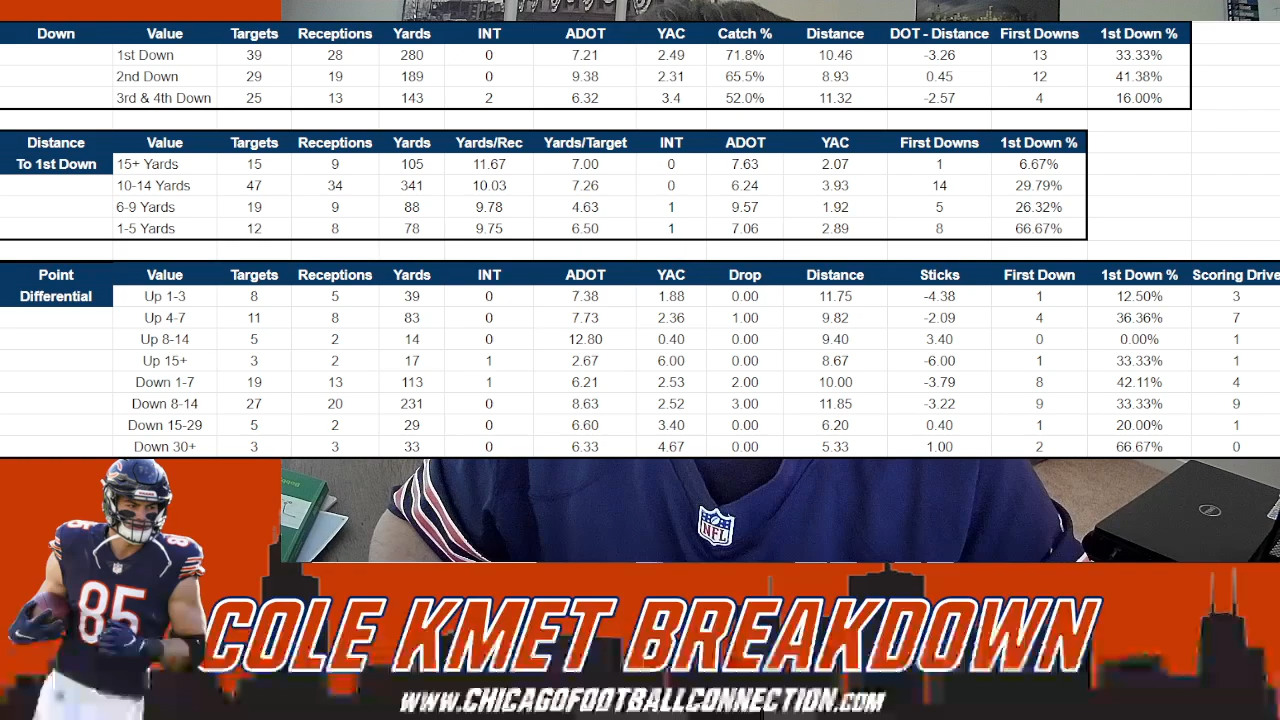 Down Value Targets Receptions Yards INT ADOT YAC Catch % Distance DOT - Distance First Downs 1st Down %
1st Down 39 28 280 0 7.21 2.49 71.8% 10.46 -3.26 13 33.33%
2nd Down 29 19 189 0 9.38 2.31 65.5% 8.93 0.45 12 41.38%
3rd & 4th Down 25 13 143 2 6.32 3.4 52.0% 11.32 -2.57 4 16.00%
Distance Value Targets Receptions Yards Yards/Rec Yards/Target INT ADOT YAC First Downs 1st Down %
To 1st Down 15+ Yards 15 9 105 11.67 7.00 0 7.63 2.07 1 6.67%
10-14 Yards 47 34 341 10.03 7.26 0 6.24 3.93 14 29.79%
6-9 Yards 19 9 88 9.78 4.63 1 9.57 1.92 5 26.32%
1-5 Yards 12 8 78 9.75 6.50 1 7.06 2.89 8 66.67%
Point Value Targets Receptions Yards INT ADOT YAC Drop Distance Sticks First Down 1st Down % Scoring Drive
Differential Up 1-3 8 5 39 0 7.38 1.88 0.00 11.75 -4.38 1 12.50% 3
Up 4-7 11 8 83 0 7.73 2.36 1.00 9.82 -2.09 4 36.36% 7
Up 8-14 5 2 14 0 12.80 0.40 0.00 9.40 3.40 0 0.00% 1
Up 15+ 3 2 17 1 2.67 6.00 0.00 8.67 -6.00 1 33.33% 1
Down 1-7 19 13 113 1 6.21 2.53 2.00 10.00 -3.79 8 42.11% 4
Down 8-14 27 20 231 0 8.63 2.52 3.00 11.85 -3.22 9 33.33% 9
Down 15-29 5 2 29 0 6.60 3.40 0.00 6.20 0.40 1 20.00% 1
Down 30+ 3 3 33 0 6.33 4.67 0.00 5.33 1.00 2 66.67% 0
NFL
85
85
COLE KMET BREAKDOWN
WWW.CHICAGOFOOTBALLCONNECTION.COM